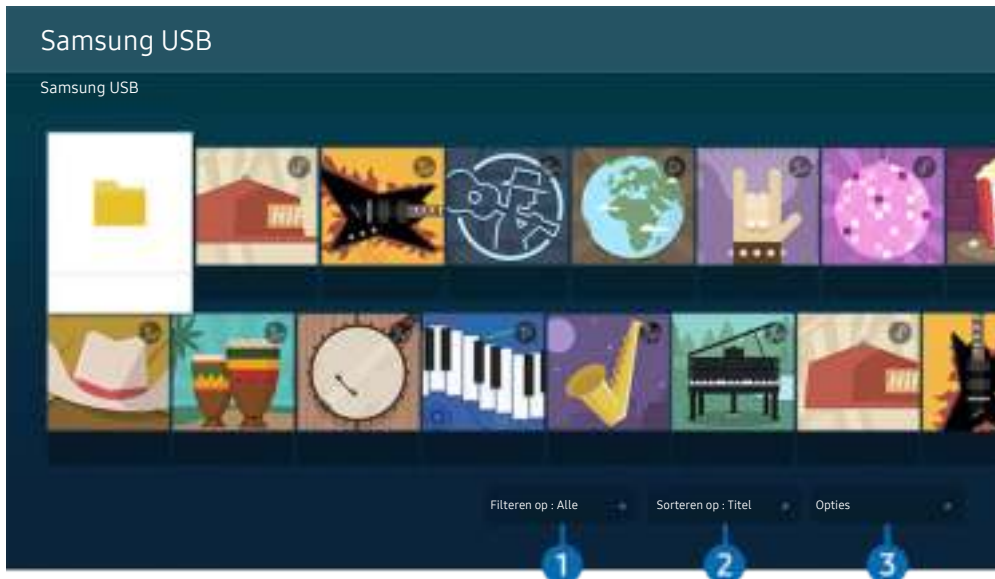 Samsung USB
Samsung USB
Filteren op : Alle
Sorteren op : Titel
Opties
1
2
3